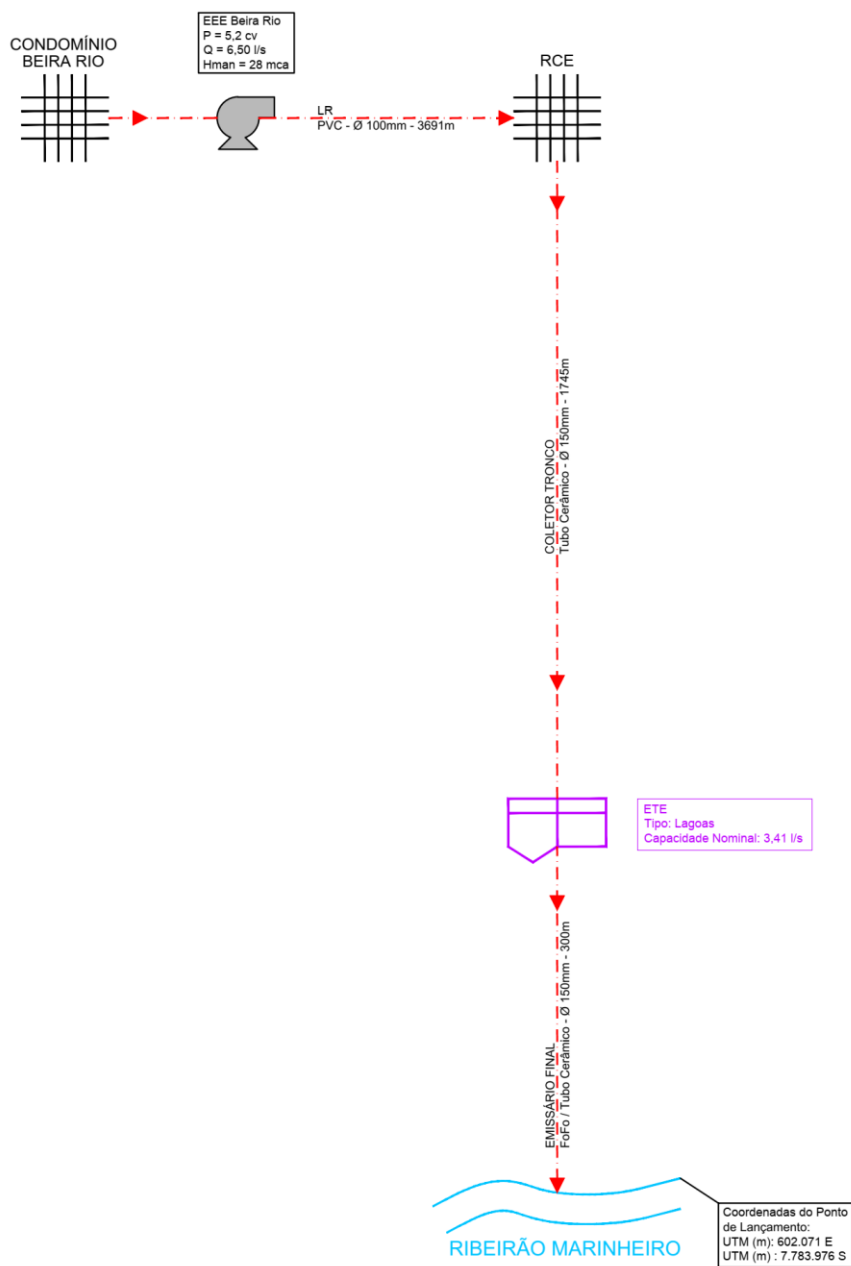 CONDOMÍNIO
BEIRA RIO
EEE Beira Rio
P = 5,2 cv
Q = 6,50 l/s
Hman = 28 mca
LR
PVC - Ø 100mm - 3691m
RCE
COLETOR TRONCO
Tubo Cerâmico - Ø 150mm - 1745m
ETE
Tipo: Lagoas
Capacidade Nominal: 3,41 l/s
EMISSÁRIO FINAL
FoFo / Tubo Cerâmico - Ø 150mm - 300m
RIBEIRÃO MARINHEIRO
Coordenadas do Ponto
de Lançamento:
UTM (m): 602.071 E
UTM (m) : 7.783.976 S